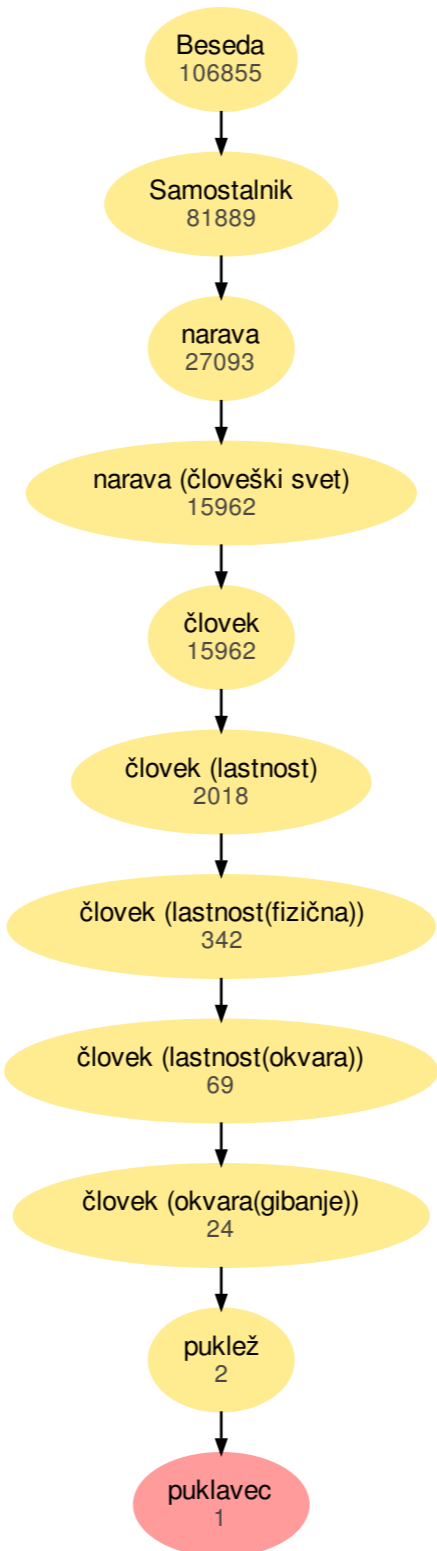 Beseda
106855
Samostalnik
81889
narava
27093
narava (človeški svet)
15962
človek
15962
človek (lastnost)
2018
človek (lastnost(fizična))
342
človek (lastnost(okvara))
69
človek (okvara(gibanje))
24
puklež
2
puklavec
1